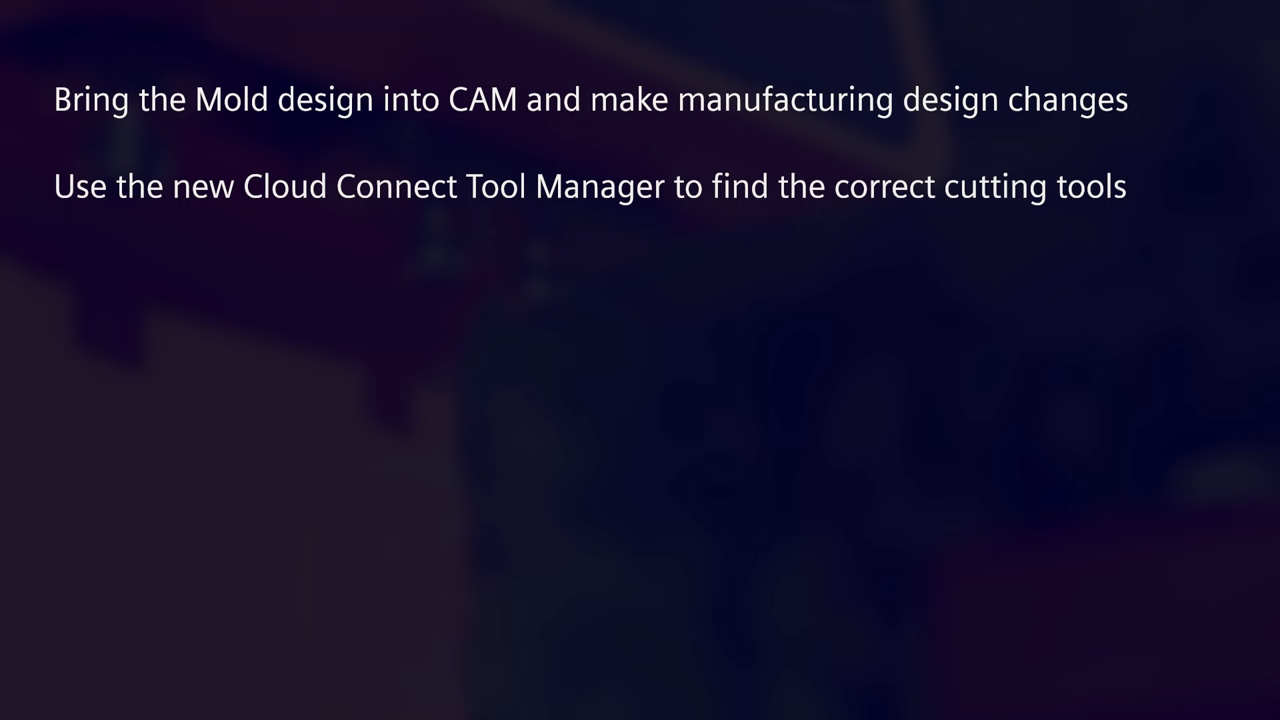 Bring the Mold design into CAM and make manufacturing design changes
Use the new Cloud Connect Tool Manager to find the correct cutting tools